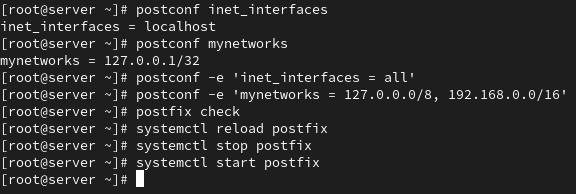 [root@server ~]# postconf inet_interfaces
inet_interfaces = localhost
[root@server ~]# postconf mynetworks
mynetworks = 127.0.0.1/32
[root@server ~]# postconf -e 'inet_interfaces = all'
[root@server ~]# postconf -e 'mynetworks = 127.0.0.0/8, 192.168.0.0/16'
[root@server ~]# postfix check
[root@server ~]# systemctl reload postfix
[root@server ~]# systemctl stop postfix
[root@server ~]# systemctl start postfix
[root@server ~]#